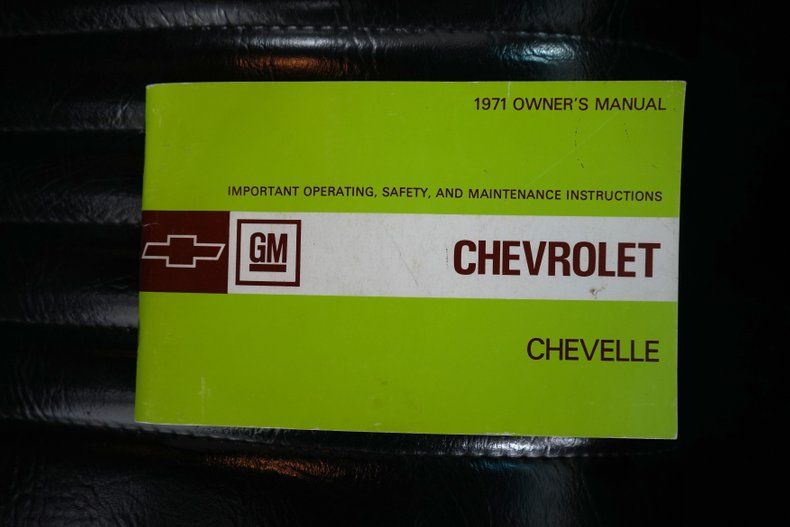 1971 OWNER'S MANUAL
IMPORTANT OPERATING, SAFETY, AND MAINTENANCE INSTRUCTIONS
GM
CHEVROLET
CHEVELLE